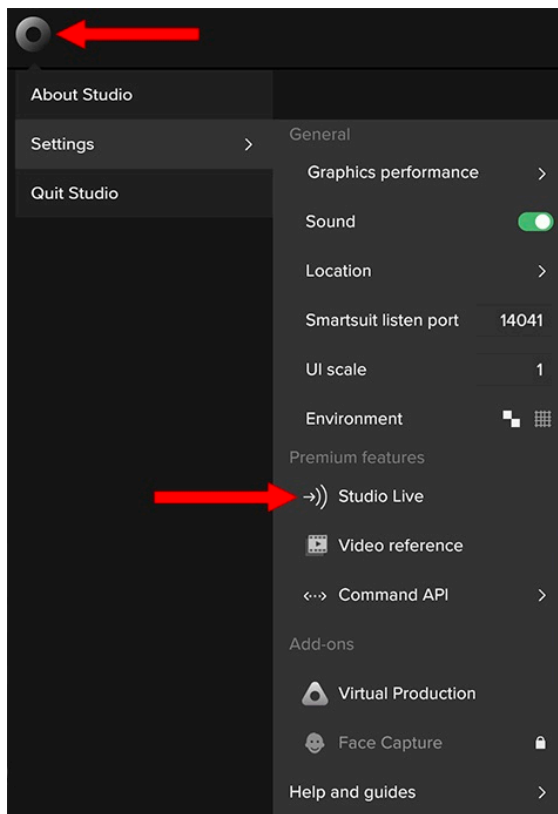 About Studio
Settings
Quit Studio
General
Graphics performance
Sound
Location
Smartsuit listen port 14041
UI scale 1
Environment
Premium features
Studio Live
Video reference
Command API
Add-ons
Virtual Production
Face Capture
Help and guides